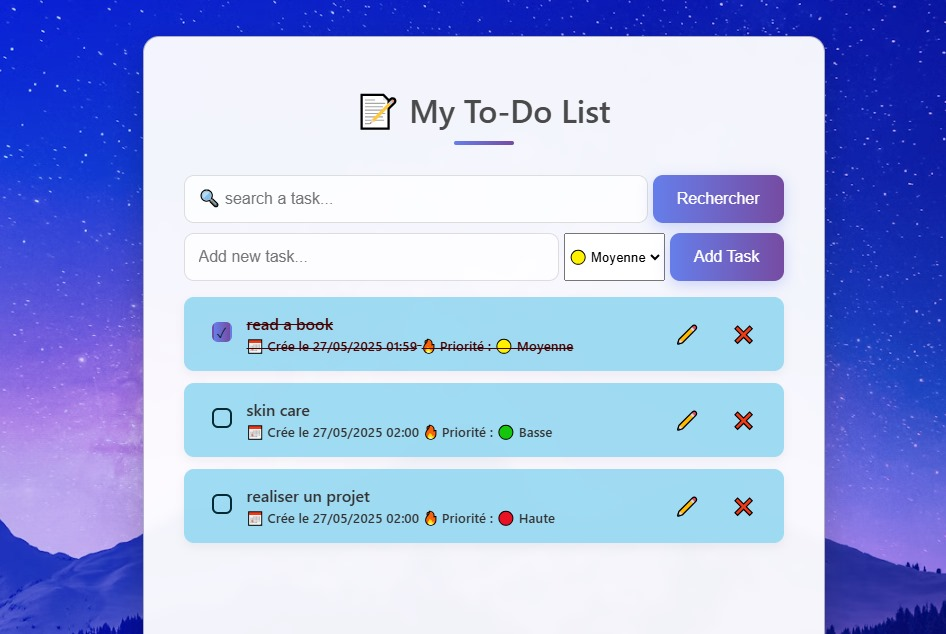 My To-Do List
search a task...
Rechercher
Add new task...
Moyenne
Add Task
read a book
Crée le 27/05/2025 01:59 Priorité : Moyenne
skin care
Crée le 27/05/2025 02:00 Priorité : Basse
realiser un projet
Crée le 27/05/2025 02:00 Priorité : Haute